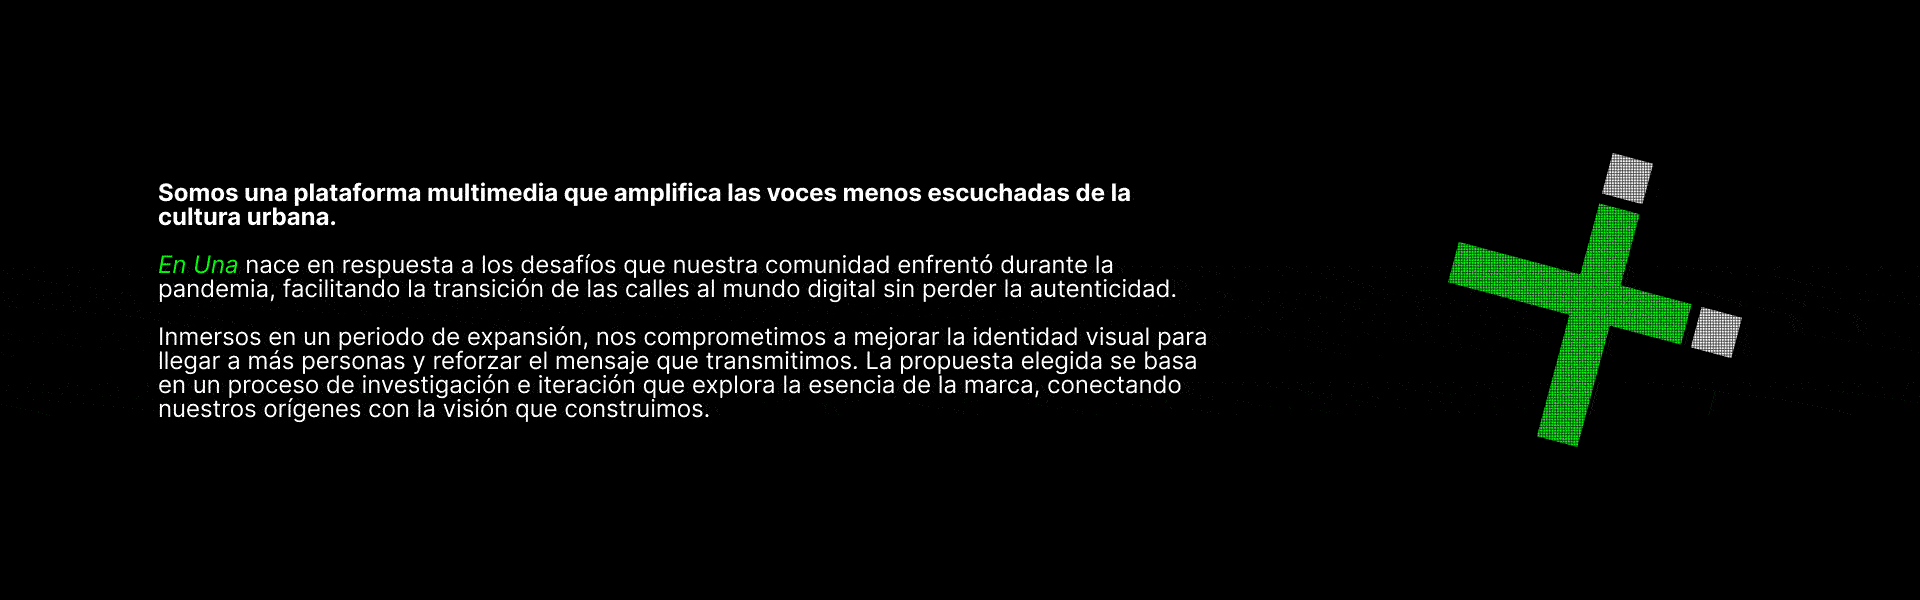 Somos una plataforma multimedia que amplifica las voces menos escuchadas de la
cultura urbana.
En Una nace en respuesta a los desafíos que nuestra comunidad enfrentó durante la
pandemia, facilitando la transición de las calles al mundo digital sin perder la autenticidad.
Inmersos en un periodo de expansión, nos comprometimos a mejorar la identidad visual para
llegar a más personas y reforzar el mensaje que transmitimos. La propuesta elegida se basa
en un proceso de investigación e iteración que explora la esencia de la marca, conectando
nuestros orígenes con la visión que construimos.